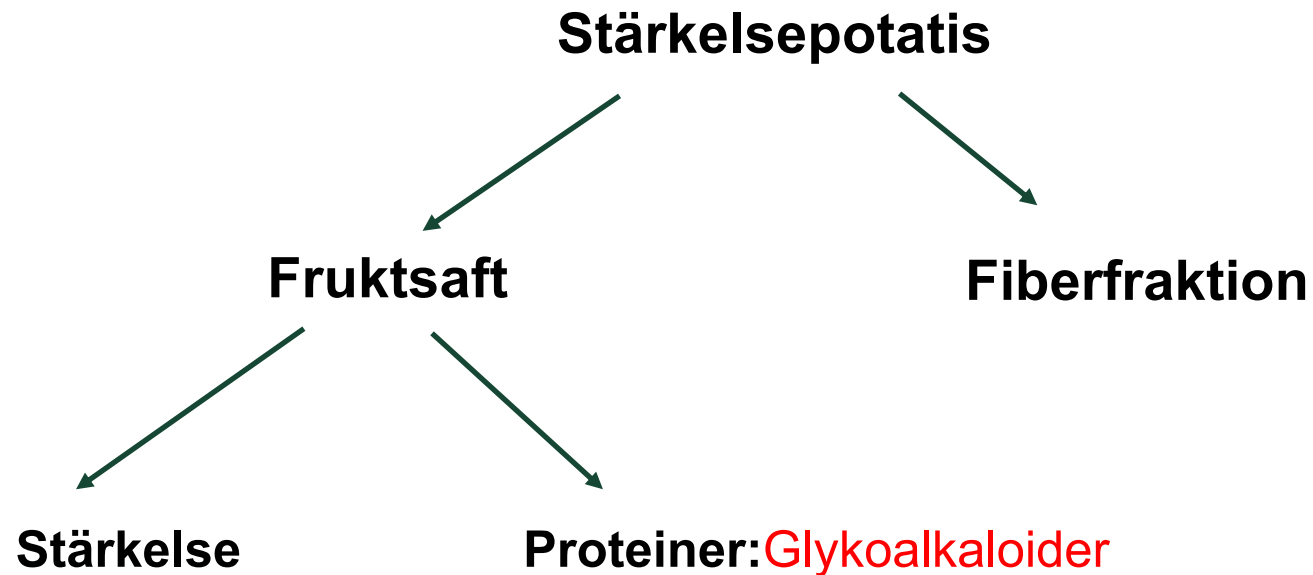 Stärkelsepotatis
Fruktsaft
Fiberfraktion
Stärkelse
Proteiner:Glykoalkaloider